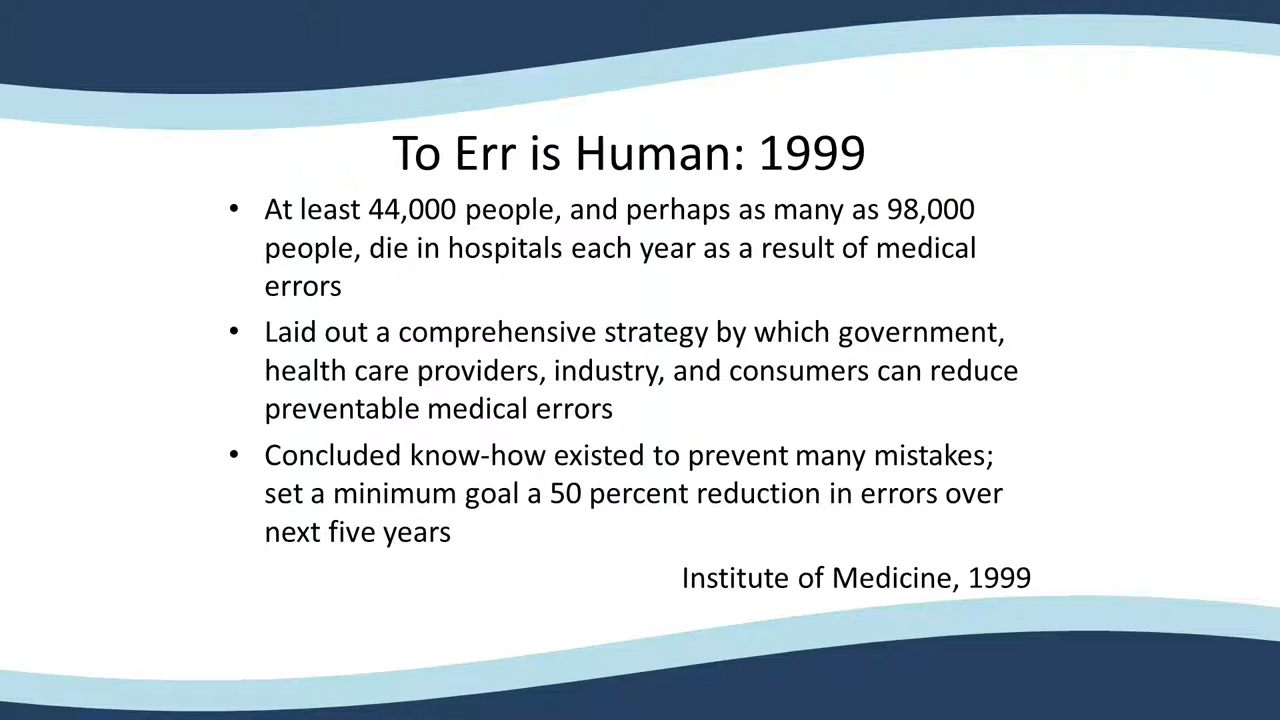 To Err is Human: 1999
• At least 44,000 people, and perhaps as many as 98,000
people, die in hospitals each year as a result of medical
errors
• Laid out a comprehensive strategy by which government,
health care providers, industry, and consumers can reduce
preventable medical errors
• Concluded know-how existed to prevent many mistakes;
set a minimum goal a 50 percent reduction in errors over
next five years
Institute of Medicine, 1999